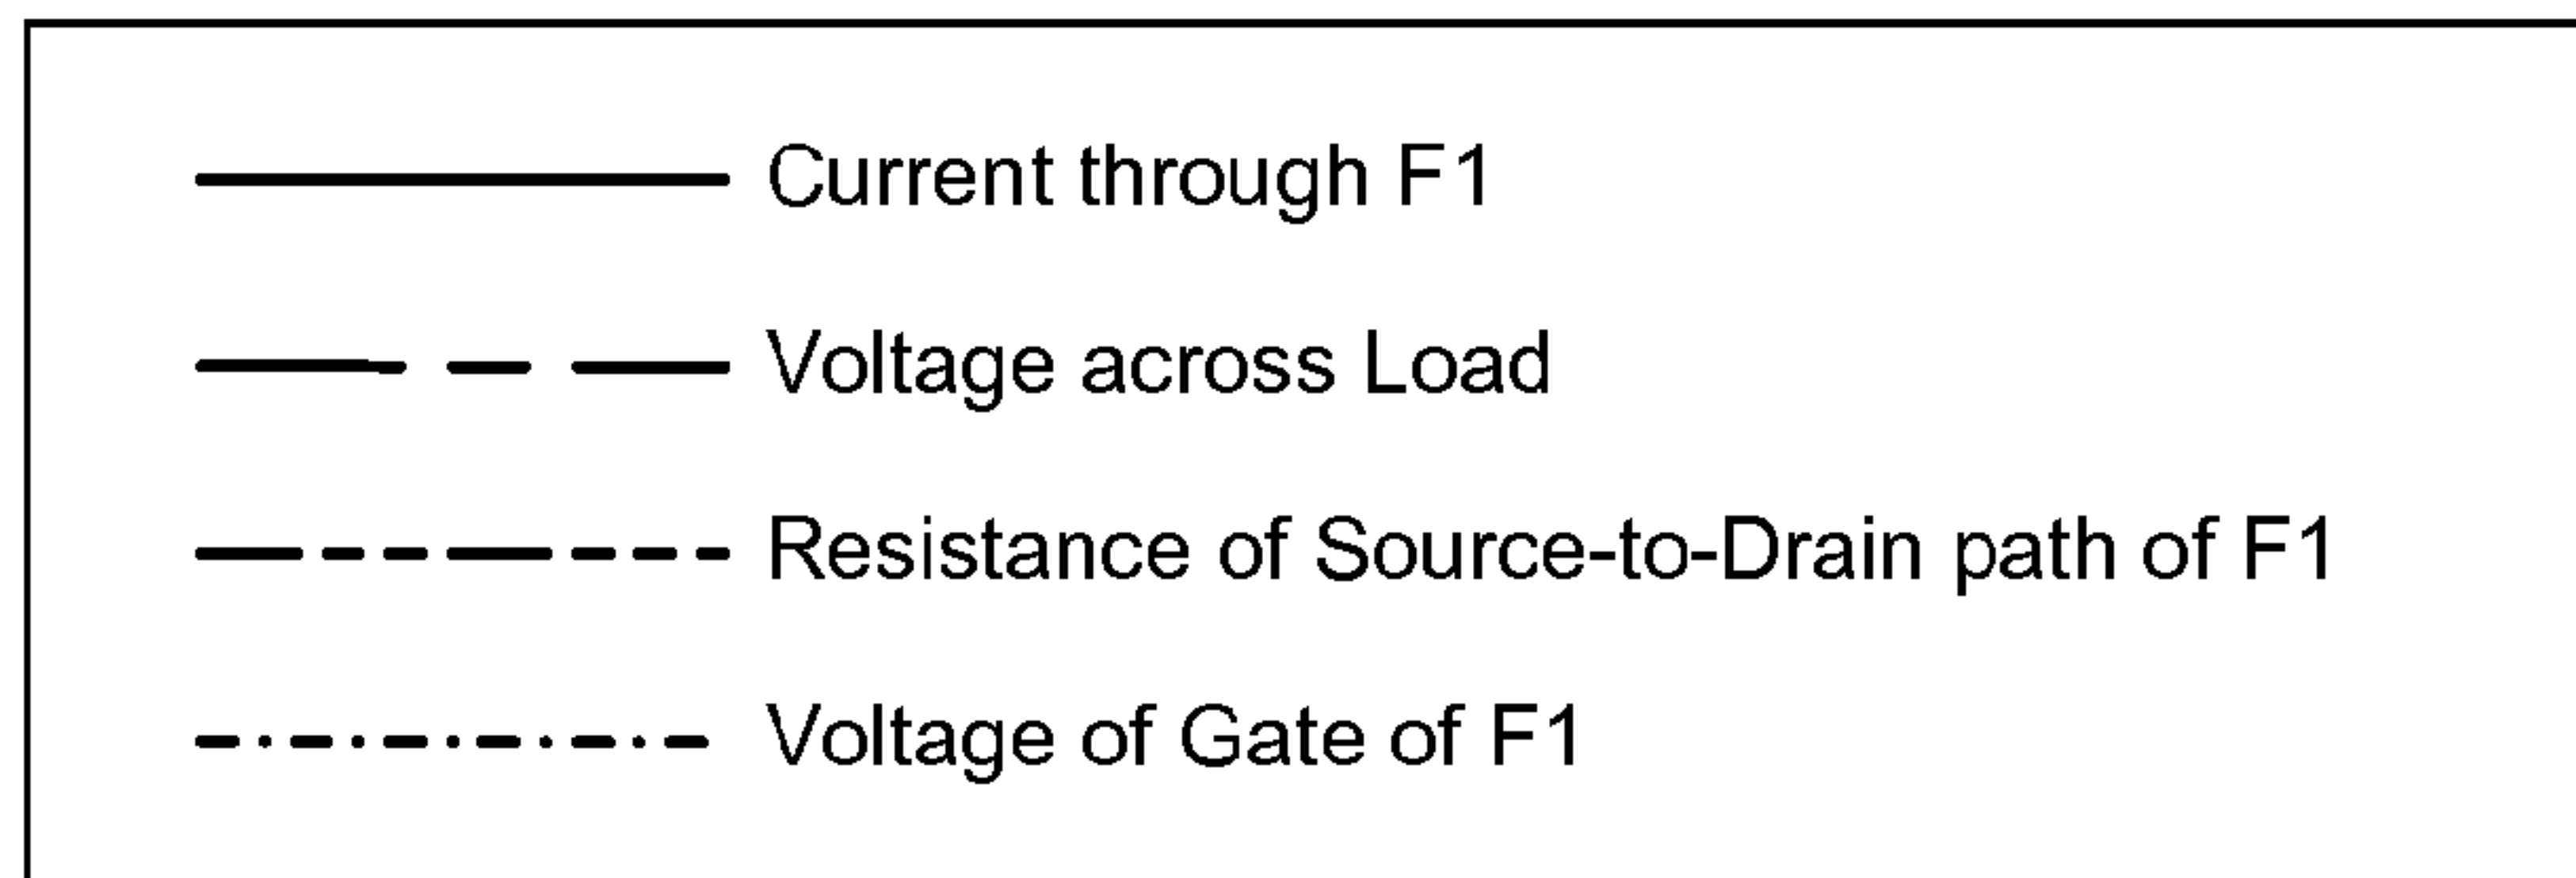 Current through F1
Voltage across Load
Resistance of Source-to-Drain path of F1
Voltage of Gate of F1